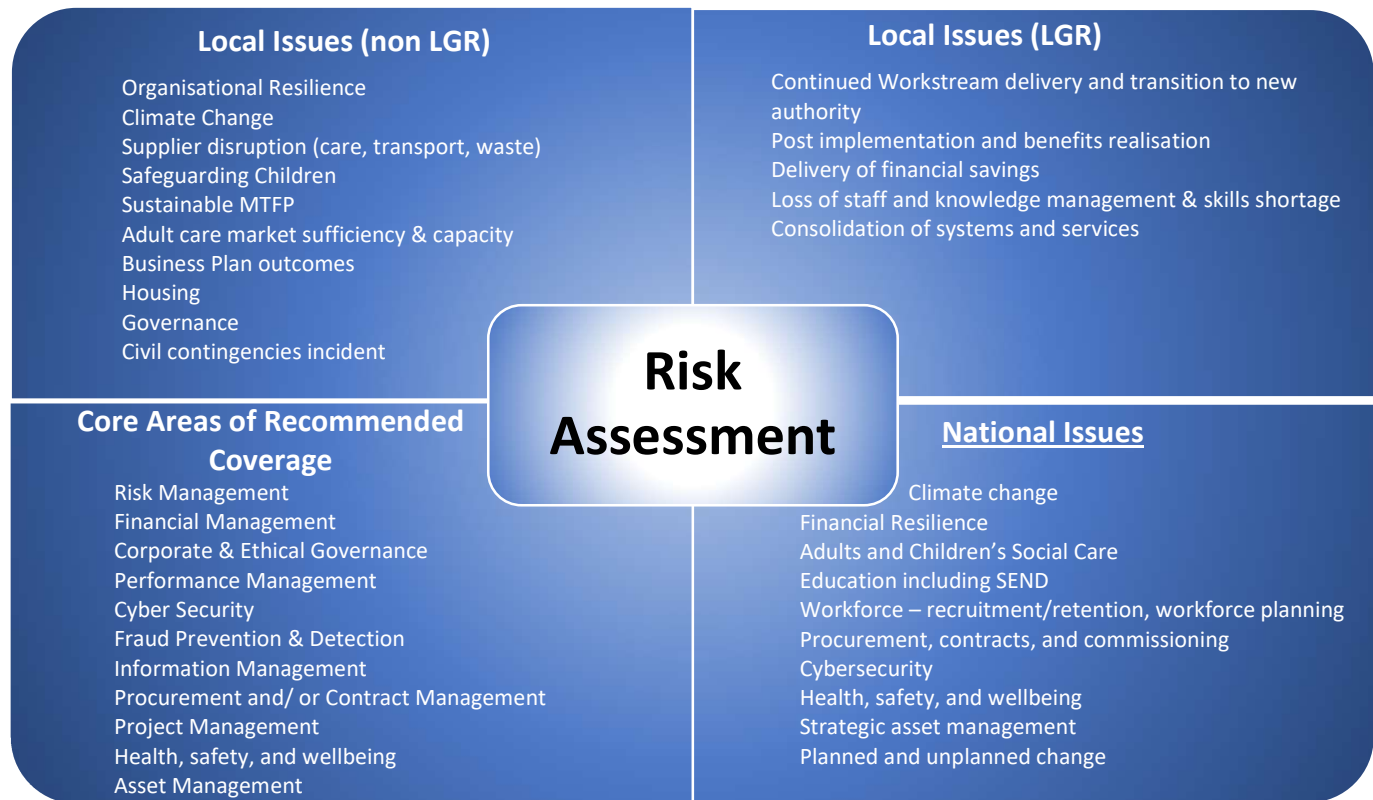 Local Issues (non LGR)
Organisational Resilience
Climate Change
Supplier disruption (care, transport, waste)
Safeguarding Children
Sustainable MTFP
Adult care market sufficiency & capacity
Business Plan outcomes
Housing
Governance
Civil contingencies incident
Local Issues (LGR)
Continued Workstream delivery and transition to new
authority
Post implementation and benefits realisation
Delivery of financial savings
Loss of staff and knowledge management & skills shortage
Consolidation of systems and services
Risk
Assessment
Core Areas of Recommended
Coverage
Risk Management
Financial Management
Corporate & Ethical Governance
Performance Management
Cyber Security
Fraud Prevention & Detection
Information Management
Procurement and/ or Contract Management
Project Management
Health, safety, and wellbeing
Asset Management
National Issues
Climate change
Financial Resilience
Adults and Children’s Social Care
Education including SEND
Workforce – recruitment/retention, workforce planning
Procurement, contracts, and commissioning
Cybersecurity
Health, safety, and wellbeing
Strategic asset management
Planned and unplanned change